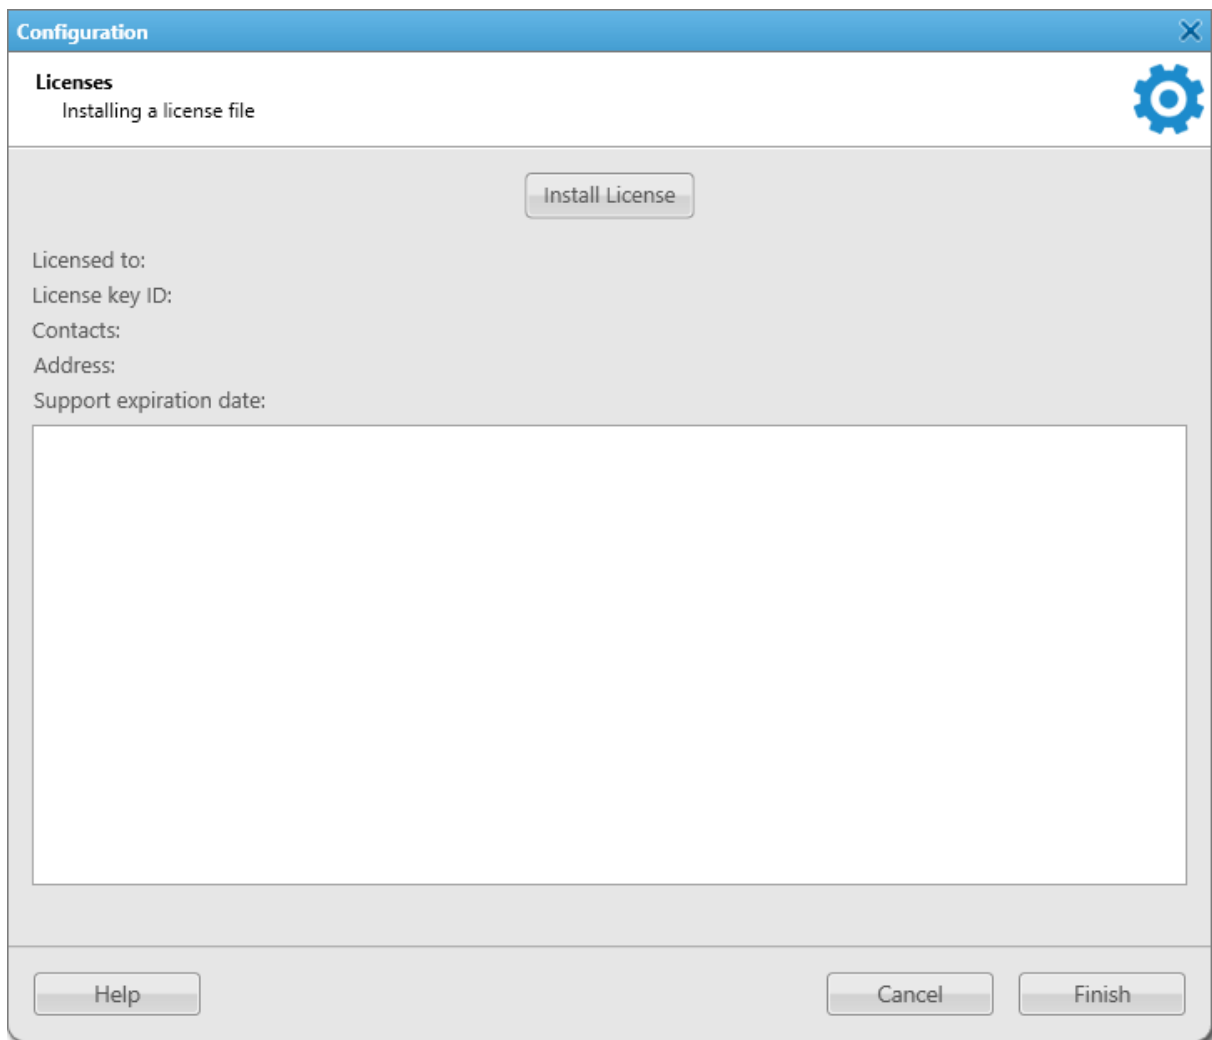 Configuration
Licenses
Installing a license file
Install License
Licensed to:
License key ID:
Contacts:
Address:
Support expiration date:
Help
Cancel
Finish